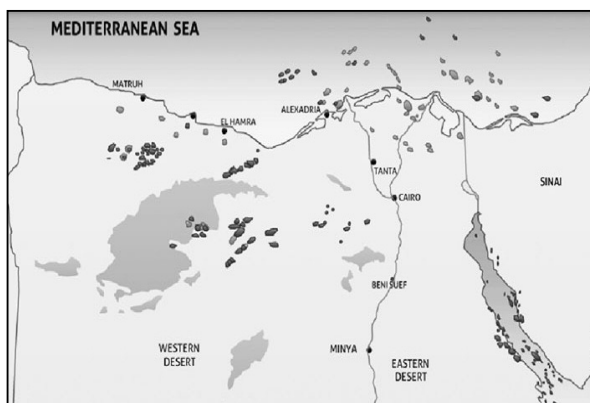 MEDITERRANEAN SEA
MATRUH
ALEXADRIA
EL HAMRA
TANTA
SINAI
CAIRO
BENI SUEF
WESTERN
DESERT
MINYA
EASTERN
DESERT